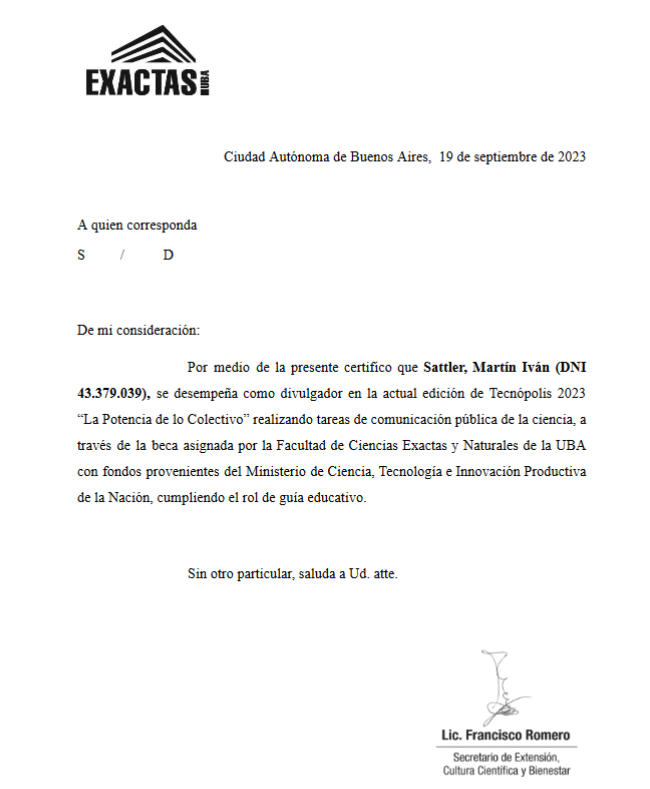 EXACTAS UBA
Ciudad Autónoma de Buenos Aires, 19 de septiembre de 2023
A quien corresponda
S / D
De mi consideración:
Por medio de la presente certifico que Sattler, Martín Iván (DNI
43.379.039), se desempeña como divulgador en la actual edición de Tecnópolis 2023
“La Potencia de lo Colectivo” realizando tareas de comunicación pública de la ciencia, a
través de la beca asignada por la Facultad de Ciencias Exactas y Naturales de la UBA
con fondos provenientes del Ministerio de Ciencia, Tecnología e Innovación Productiva
de la Nación, cumpliendo el rol de guía educativo.
Sin otro particular, saluda a Ud. atte.
Lic. Francisco Romero
Secretario de Extensión,
Cultura Científica y Bienestar